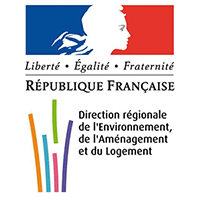 Liberté • Égalité • Fraternité
RÉPUBLIQUE FRANÇAISE
Direction régionale
de l'Environnement,
de l'Aménagement
et du Logement